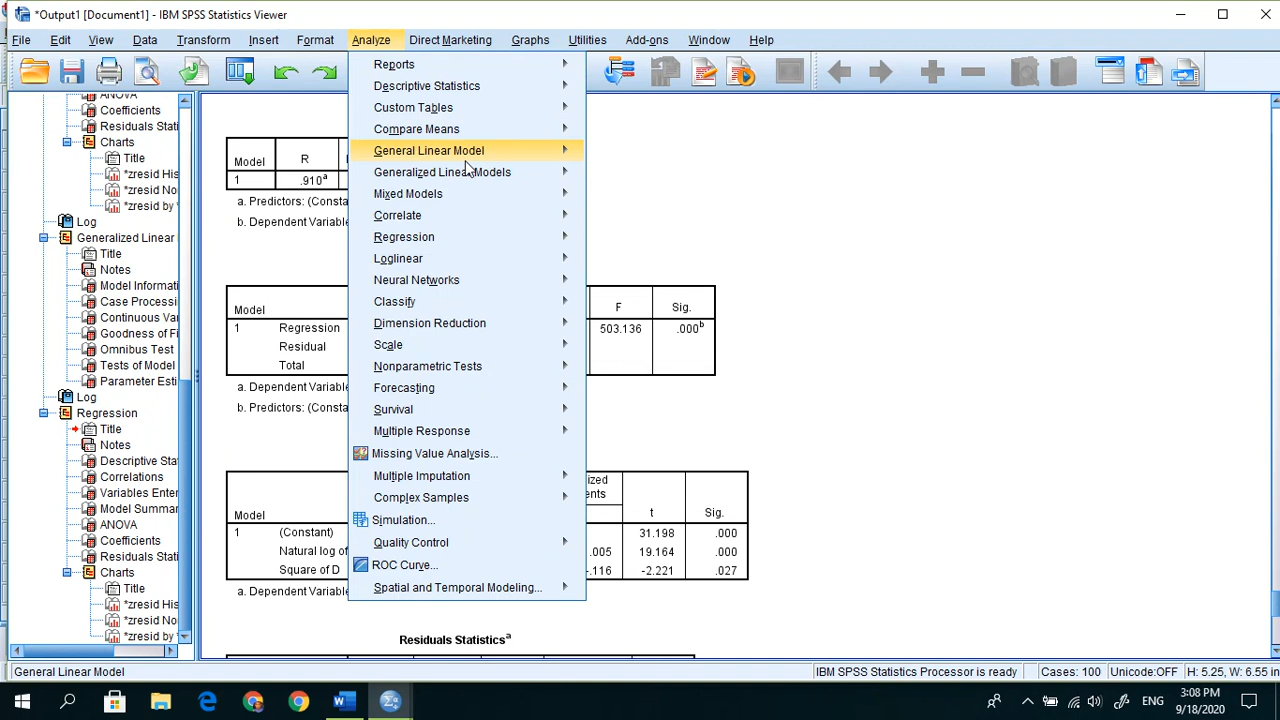 *Output1 [Document1] - IBM SPSS Statistics Viewer
File Edit View Data Transform Insert Format Analyze Direct Marketing Graphs Utilities Add-ons Window Help
ANOVA
Coefficients
Residuals Stati
Charts
Title
*zresid His
*zresid No
*zresid by
Log
Generalized Linear
Title
Notes
Model Informati
Case Processi
Continuous Var
Goodness of Fi
Omnibus Test
Tests of Model
Parameter Esti
Log
Regression
Title
Notes
Descriptive Sta
Correlations
Variables Enter
Model Summar
ANOVA
Coefficients
Residuals Stati
Charts
Title
*zresid His
*zresid No
*zresid by
Reports
Descriptive Statistics
Custom Tables
Compare Means
General Linear Model
Generalized Linear Models
Mixed Models
Correlate
Regression
Loglinear
Neural Networks
Classify
Dimension Reduction
Scale
Nonparametric Tests
Forecasting
Survival
Multiple Response
Missing Value Analysis...
Multiple Imputation
Complex Samples
Simulation...
Quality Control
ROC Curve...
Spatial and Temporal Modeling...
Model R
1 .910a
a. Predictors: (Consta
b. Dependent Variable
Model F Sig.
1 Regression 503.136 .000b
Residual
Total
a. Dependent Variable
b. Predictors: (Consta
Model t Sig.
1 (Constant) 31.198 .000
Natural log of .005 19.164 .000
Square of D -.116 -2.221 .027
a. Dependent Variable
Residuals Statisticsa
General Linear Model IBM SPSS Statistics Processor is ready Cases: 100 Unicode:OFF H: 5.25, W: 6.55 in
ENG 3:08 PM
9/18/2020